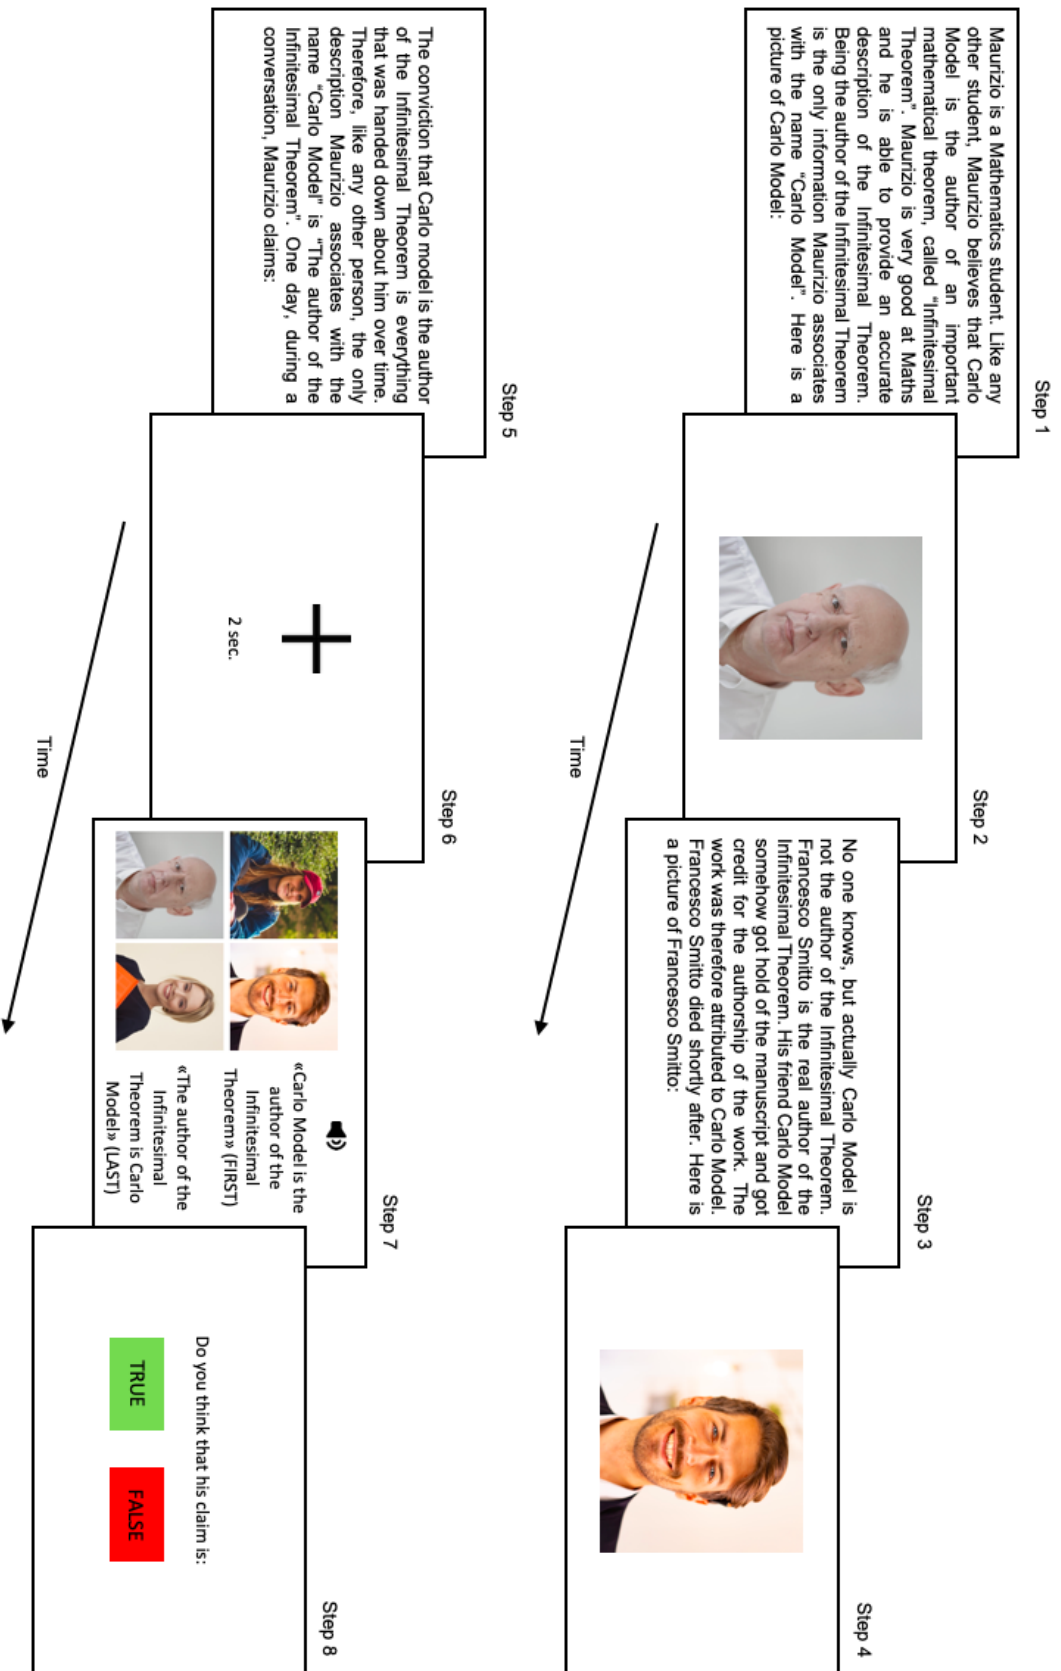 Step 1
Maurizio is a Mathematics student. Like any
other student, Maurizio believes that Carlo
Model is the author of an important
mathematical theorem, called “Infinitesimal
Theorem”. Maurizio is very good at Maths
and he is able to provide an accurate
description of the Infinitesimal Theorem.
Being the author of the Infinitesimal Theorem
is the only information Maurizio associates
with the name “Carlo Model”. Here is a
picture of Carlo Model:
Step 2
Step 3
No one knows, but actually Carlo Model is
not the author of the Infinitesimal Theorem.
Francesco Smitto is the real author of the
Infinitesimal Theorem. His friend Carlo Model
somehow got hold of the manuscript and got
credit for the authorship of the work. The
work was therefore attributed to Carlo Model.
Francesco Smitto died shortly after. Here is
a picture of Francesco Smitto:
Step 4
Time
Step 5
The conviction that Carlo model is the author
of the Infinitesimal Theorem is everything
that was handed down about him over time.
Therefore, like any other person, the only
description Maurizio associates with the
name “Carlo Model” is “The author of the
Infinitesimal Theorem”. One day, during a
conversation, Maurizio claims:
Step 6
2 sec.
Step 7
«Carlo Model is the
author of the
Infinitesimal
Theorem» (FIRST)
«The author of the
Infinitesimal
Theorem is Carlo
Model» (LAST)
Step 8
Do you think that his claim is:
TRUE
FALSE
Time